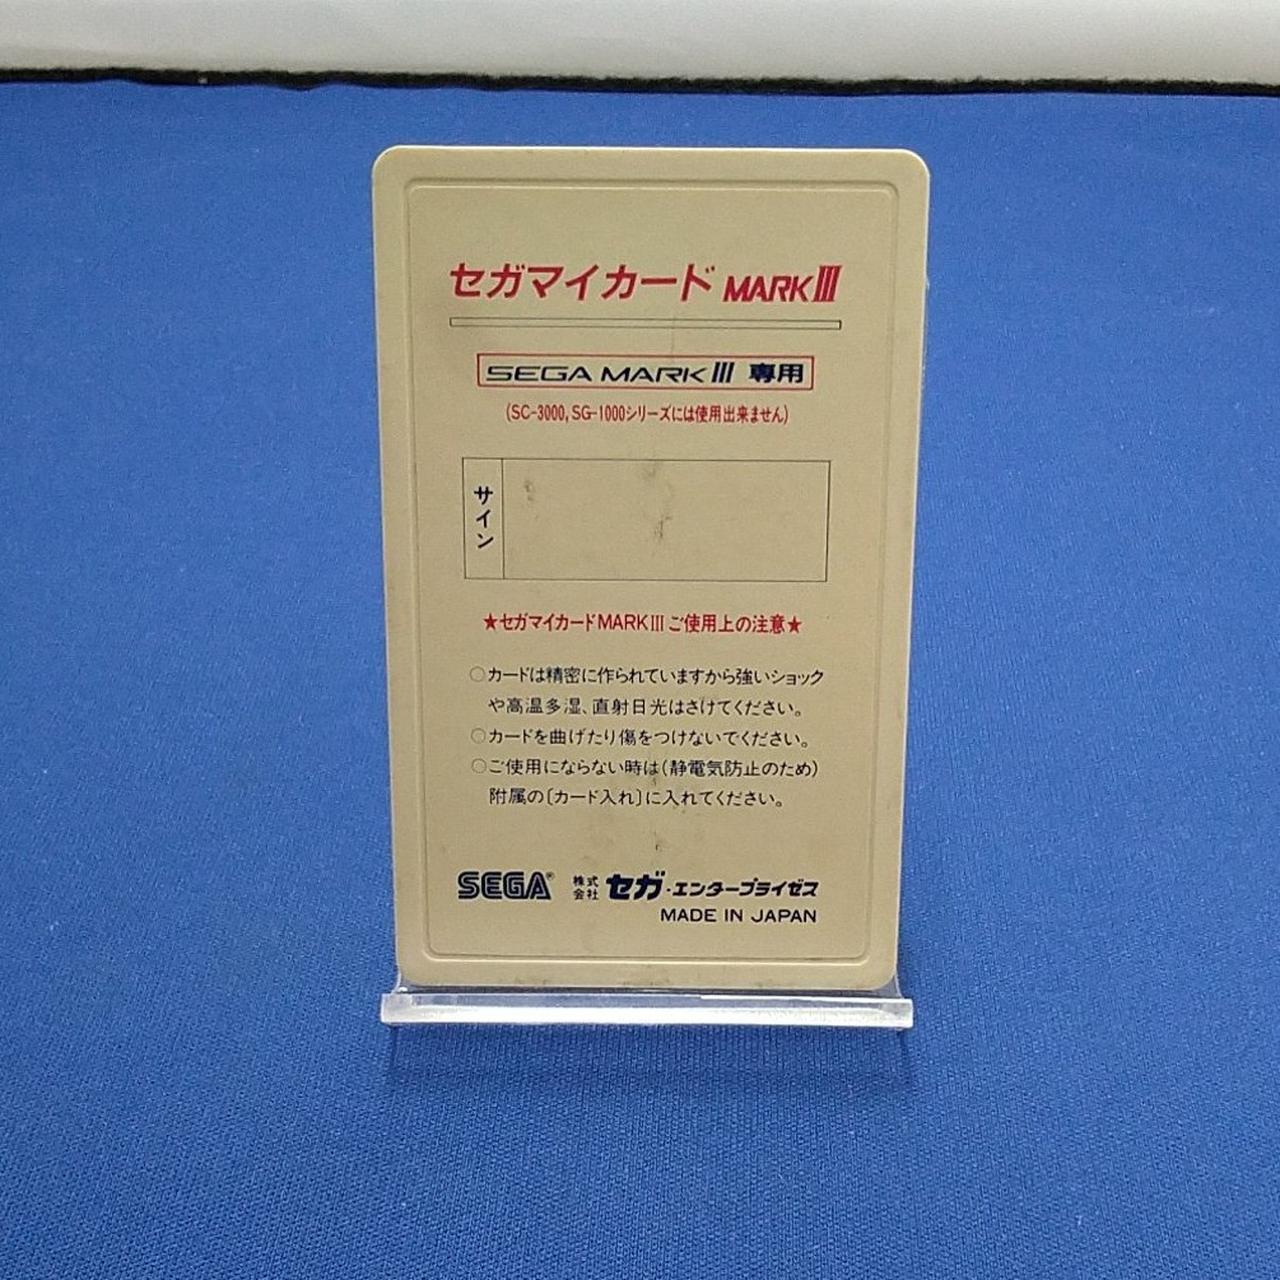 セガマイカード MARKIII
SEGA MARK III 専用
(SC-3000, SG-1000シリーズには使用出来ません)
サイン
★セガマイカードMARKIIIご使用上の注意★
○カードは精密に作られていますから強いショック
や高温多湿、直射日光はさけてください。
○カードを曲げたり傷をつけないでください。
○ご使用にならない時は(静電気防止のため)
附属の〔カード入れ〕に入れてください。
SEGA® 株式会社 セガ・エンタープライゼス
MADE IN JAPAN